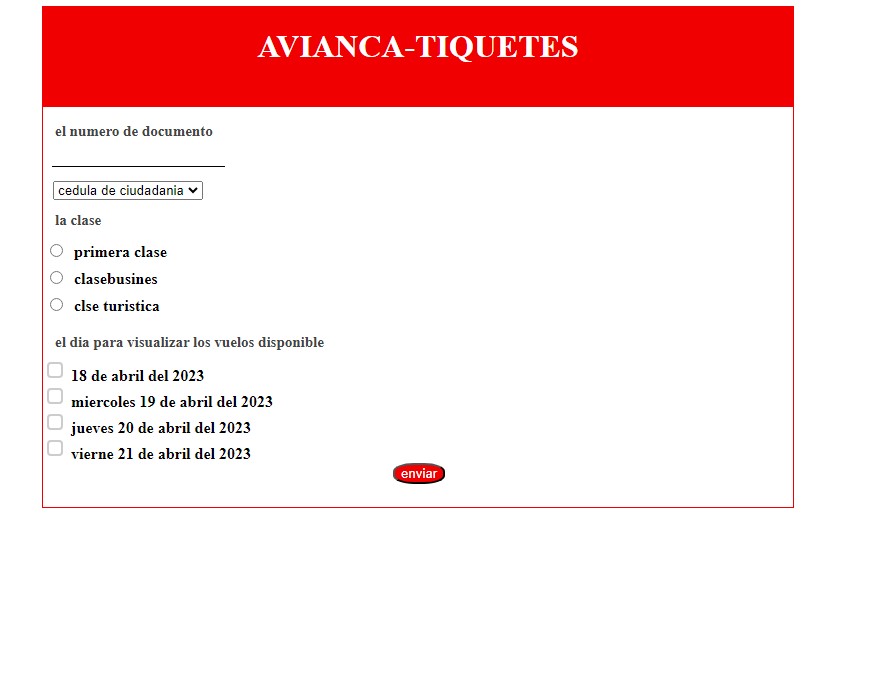 AVIANCA-TIQUETES
el numero de documento
cedula de ciudadania
la clase
primera clase
clasebusines
clse turistica
el dia para visualizar los vuelos disponible
18 de abril del 2023
miercoles 19 de abril del 2023
jueves 20 de abril del 2023
vierne 21 de abril del 2023
enviar